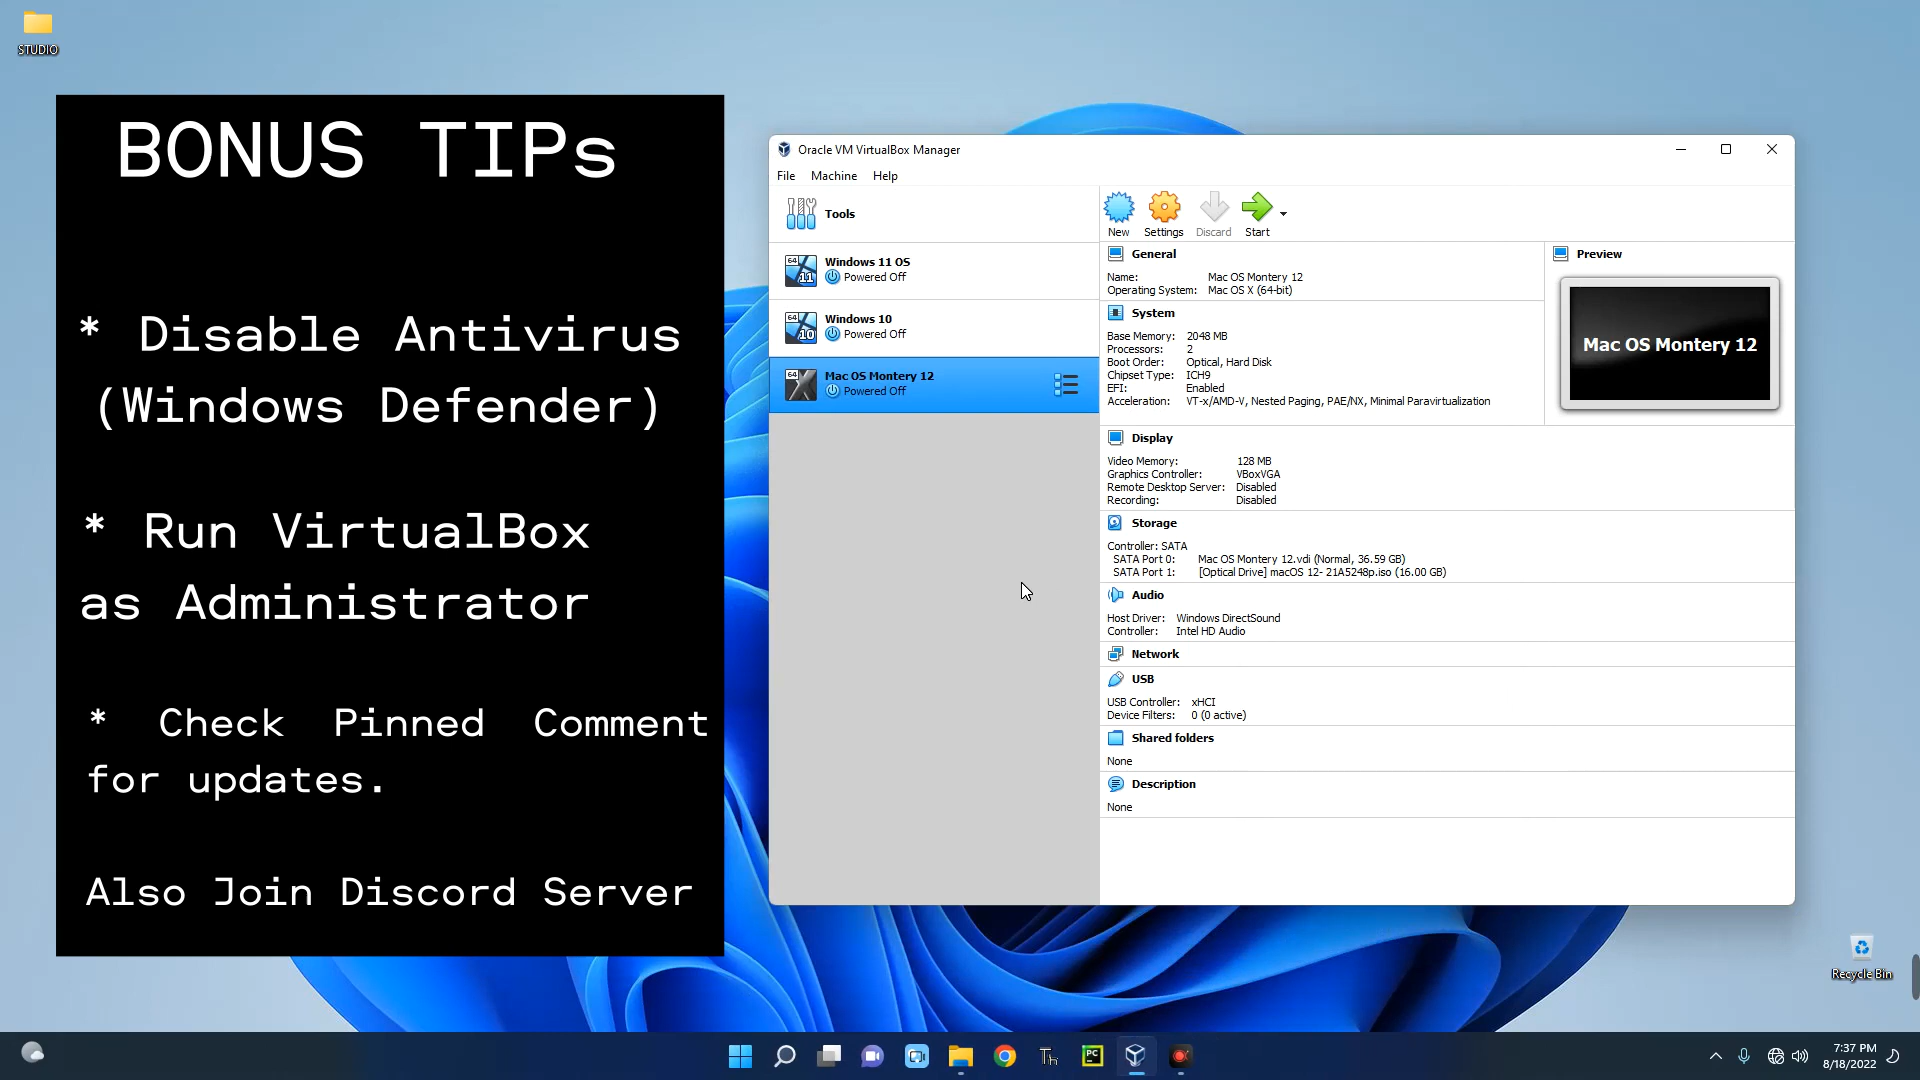 STUDIO
BONUS TIPs
* Disable Antivirus
(Windows Defender)
* Run VirtualBox
as Administrator
* Check Pinned Comment
for updates.
Also Join Discord Server
Oracle VM VirtualBox Manager
File Machine Help
Tools
64 11 Windows 11 OS
Powered Off
64 10 Windows 10
Powered Off
64 Mac OS Montery 12
Powered Off
New Settings Discard Start
General
Name: Mac OS Montery 12
Operating System: Mac OS X (64-bit)
System
Base Memory: 2048 MB
Processors: 2
Boot Order: Optical, Hard Disk
Chipset Type: ICH9
EFI: Enabled
Acceleration: VT-x/AMD-V, Nested Paging, PAE/NX, Minimal Paravirtualization
Preview
Mac OS Montery 12
Display
Video Memory: 128 MB
Graphics Controller: VBoxVGA
Remote Desktop Server: Disabled
Recording: Disabled
Storage
Controller: SATA
SATA Port 0: Mac OS Montery 12.vdi (Normal, 36.59 GB)
SATA Port 1: [Optical Drive] macOS 12- 21A5248p.iso (16.00 GB)
Audio
Host Driver: Windows DirectSound
Controller: Intel HD Audio
Network
USB
USB Controller: xHCI
Device Filters: 0 (0 active)
Shared folders
None
Description
None
Recycle Bin
Th PC
7:37 PM
8/18/2022